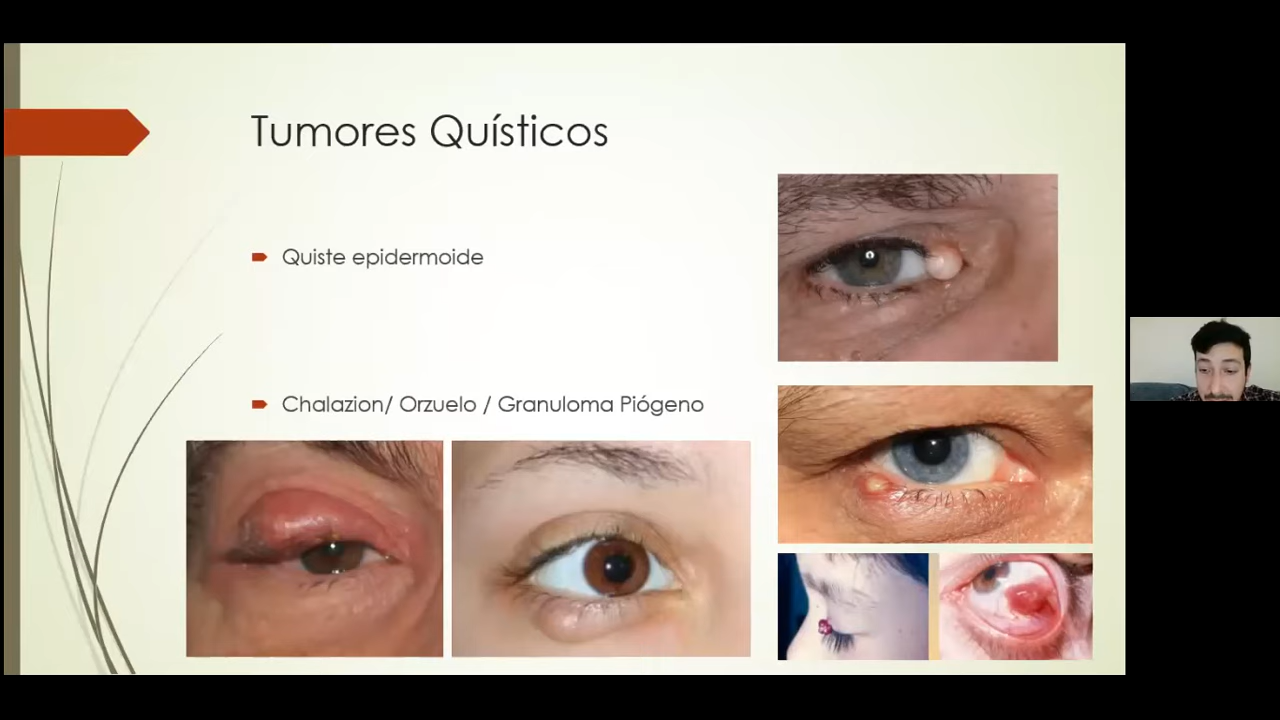 Tumores Quísticos
Quiste epidermoide
Chalazion/ Orzuelo / Granuloma Piógeno